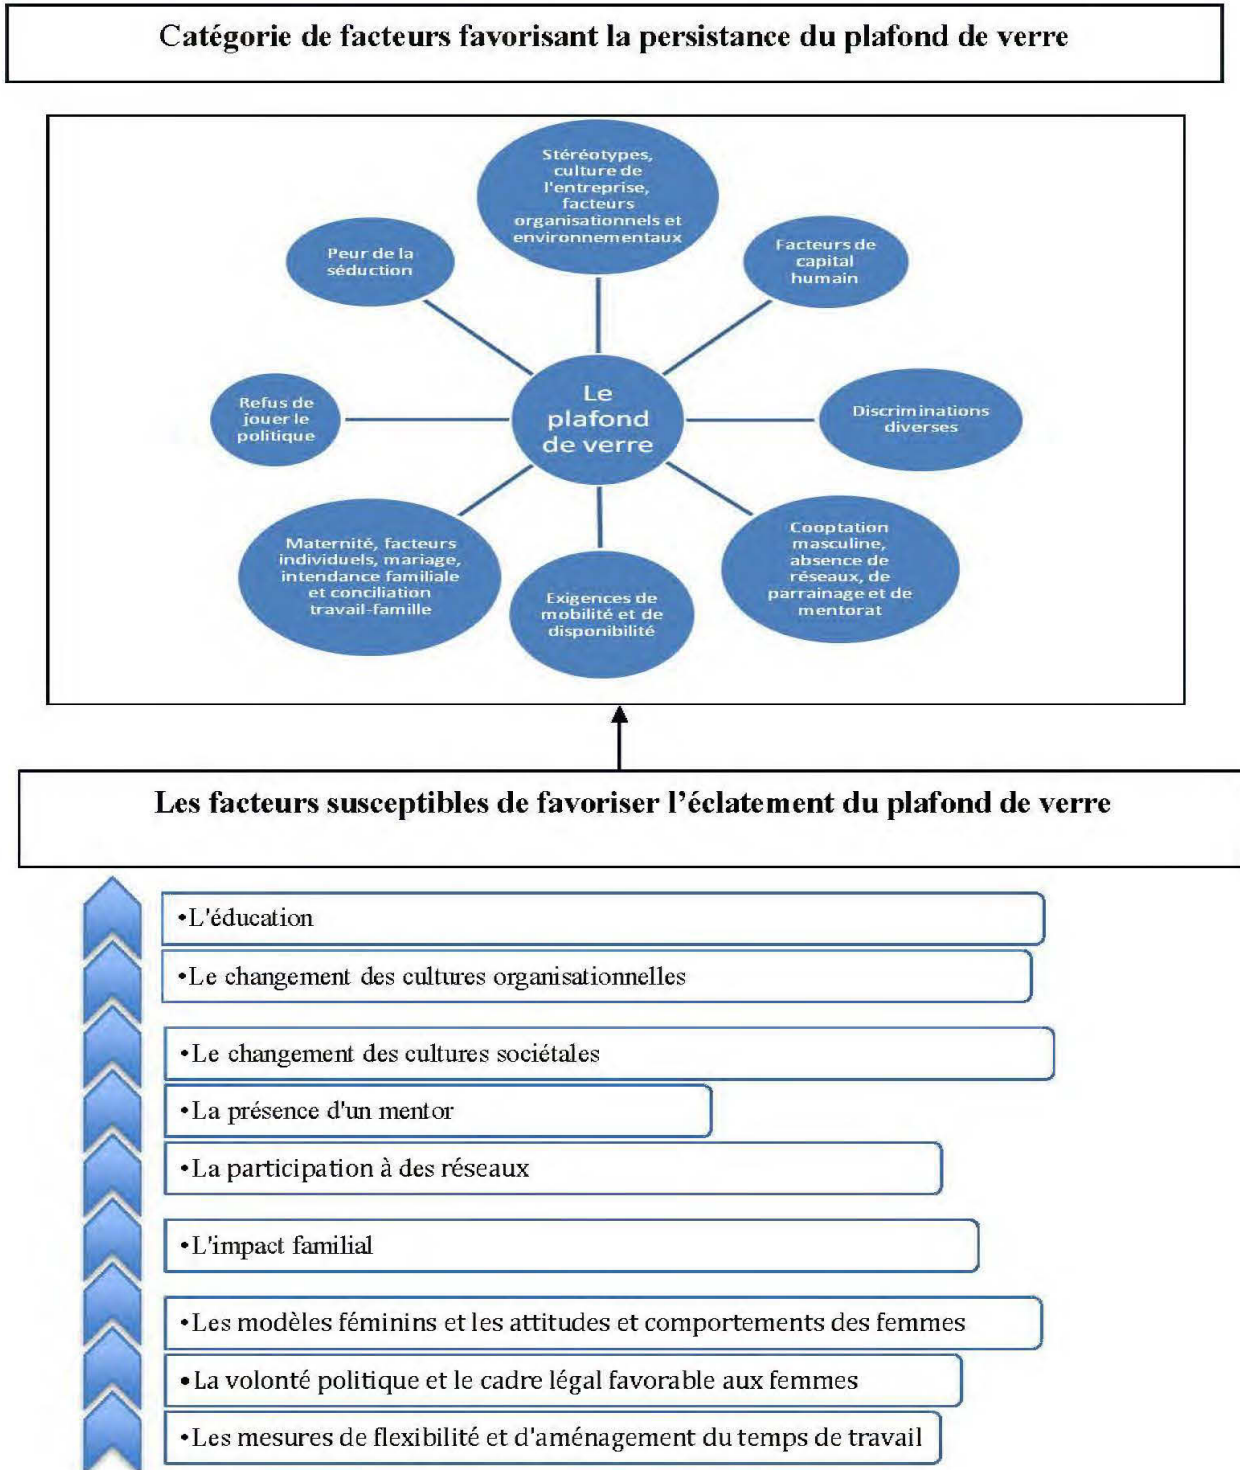 Catégorie de facteurs favorisant la persistance du plafond de verre
Stéréotypes,
culture de
l'entreprise,
facteurs
organisationnels et
environnementaux
Peur de la
séduction
Facteurs de
capital
humain
Le
plafond
de verre
Refus de
jouer le
politique
Discriminations
diverses
Maternité, facteurs
individuels, mariage,
intendance familiale
et conciliation
travail-famille
Exigences de
mobilité et de
disponibilité
Cooptation
masculine,
absence de
réseaux, de
parrainage et de
mentorat
Les facteurs susceptibles de favoriser l’éclatement du plafond de verre
•L'éducation
•Le changement des cultures organisationnelles
•Le changement des cultures sociétales
•La présence d'un mentor
•La participation à des réseaux
•L'impact familial
•Les modèles féminins et les attitudes et comportements des femmes
•La volonté politique et le cadre légal favorable aux femmes
•Les mesures de flexibilité et d'aménagement du temps de travail